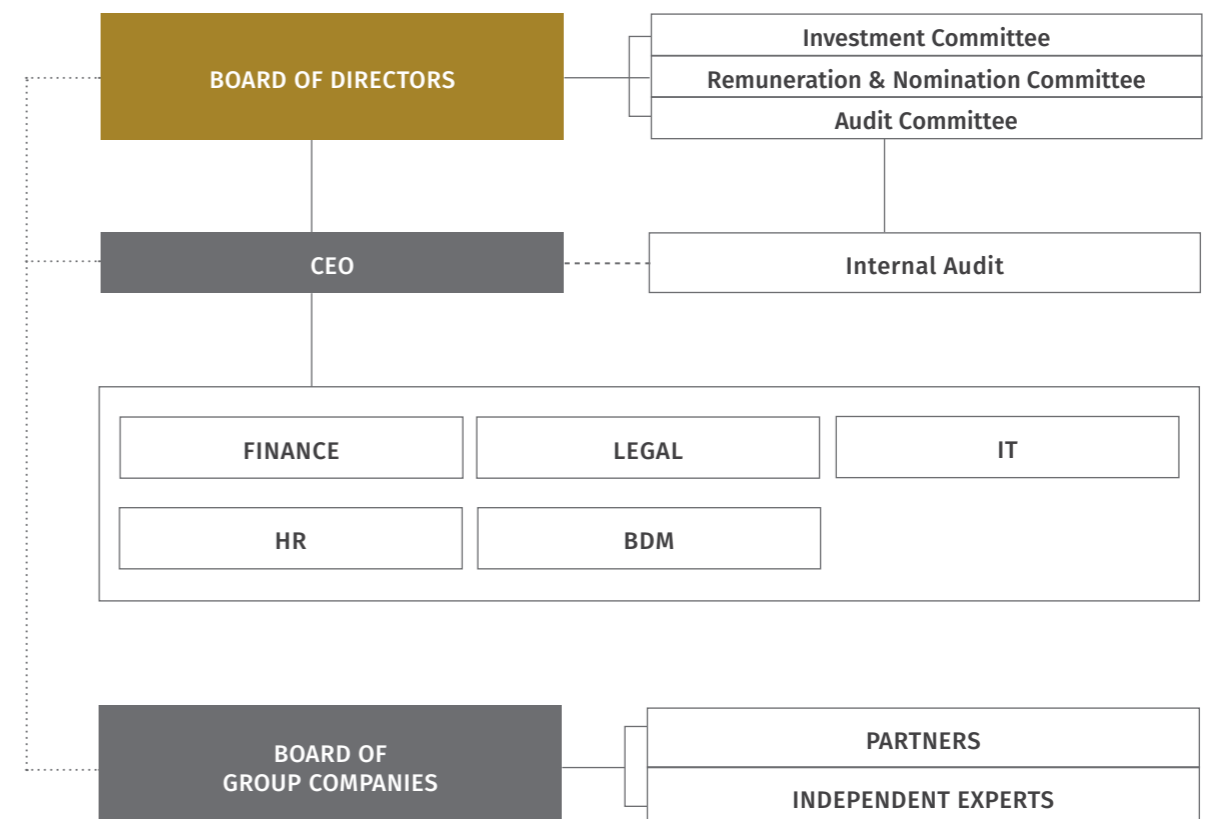 BOARD OF DIRECTORS
Investment Committee
Remuneration & Nomination Committee
Audit Committee
CEO
Internal Audit
FINANCE
LEGAL
IT
HR
BDM
BOARD OF
GROUP COMPANIES
PARTNERS
INDEPENDENT EXPERTS